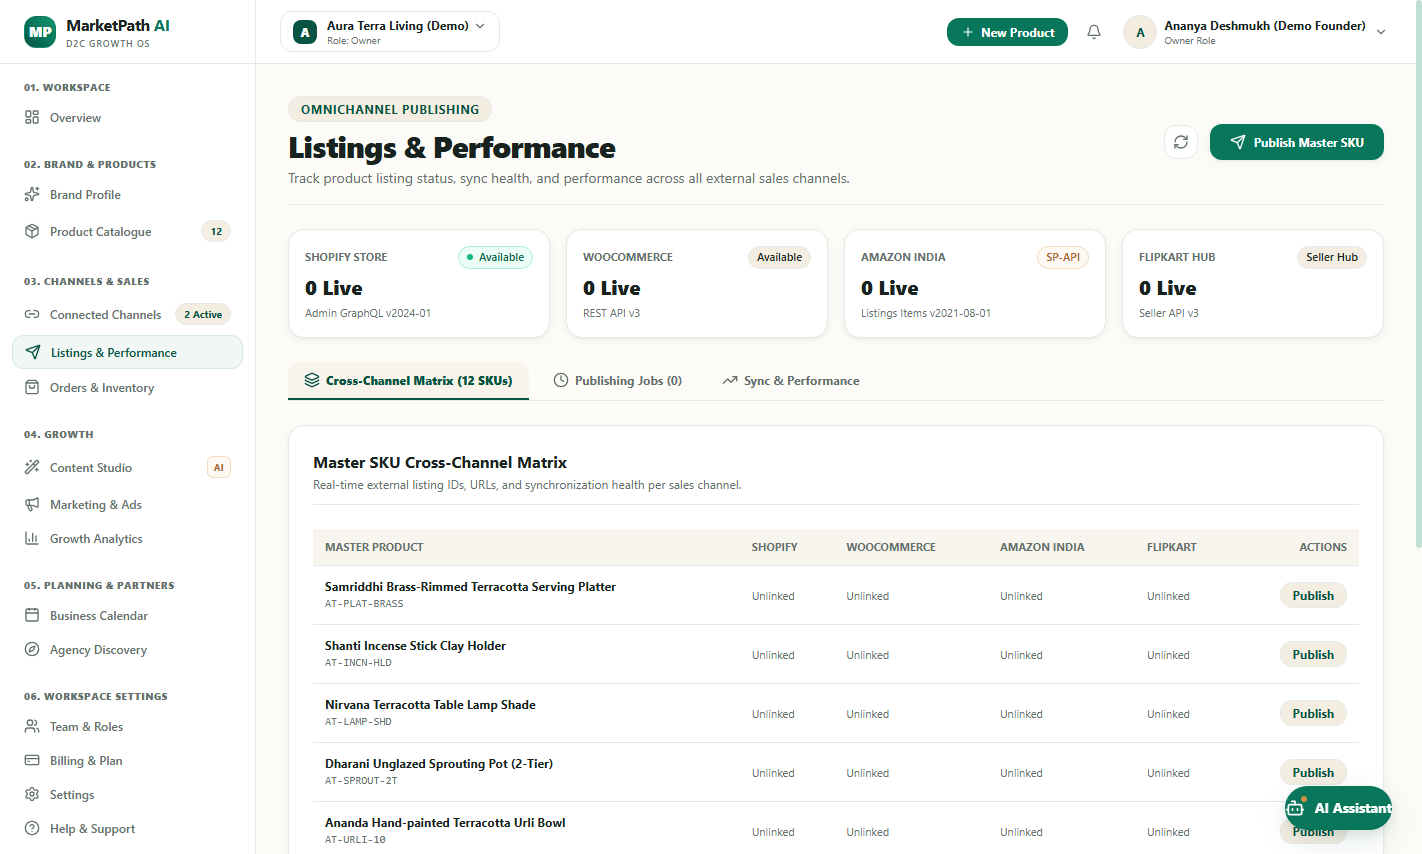 MP
MarketPath AI
D2C GROWTH OS
A
Aura Terra Living (Demo)
Role: Owner
New Product
A
Ananya Deshmukh (Demo Founder)
Owner Role
01. WORKSPACE
Overview
02. BRAND & PRODUCTS
Brand Profile
Product Catalogue
12
03. CHANNELS & SALES
Connected Channels
2 Active
Listings & Performance
Orders & Inventory
04. GROWTH
Content Studio
AI
Marketing & Ads
Growth Analytics
05. PLANNING & PARTNERS
Business Calendar
Agency Discovery
06. WORKSPACE SETTINGS
Team & Roles
Billing & Plan
Settings
Help & Support
OMNICHANNEL PUBLISHING
Listings & Performance
Track product listing status, sync health, and performance across all external sales channels.
Publish Master SKU
SHOPIFY STORE
Available
0 Live
Admin GraphQL v2024-01
WOOCOMMERCE
Available
0 Live
REST API v3
AMAZON INDIA
SP-API
0 Live
Listings Items v2021-08-01
FLIPKART HUB
Seller Hub
0 Live
Seller API v3
Cross-Channel Matrix (12 SKUs)
Publishing Jobs (0)
Sync & Performance
Master SKU Cross-Channel Matrix
Real-time external listing IDs, URLs, and synchronization health per sales channel.
MASTER PRODUCT SHOPIFY WOOCOMMERCE AMAZON INDIA FLIPKART ACTIONS
Samriddhi Brass-Rimmed Terracotta Serving Platter
AT-PLAT-BRASS
Unlinked Unlinked Unlinked Unlinked Publish
Shanti Incense Stick Clay Holder
AT-INCN-HLD
Unlinked Unlinked Unlinked Unlinked Publish
Nirvana Terracotta Table Lamp Shade
AT-LAMP-SHD
Unlinked Unlinked Unlinked Unlinked Publish
Dharani Unglazed Sprouting Pot (2-Tier)
AT-SPROUT-2T
Unlinked Unlinked Unlinked Unlinked Publish
Ananda Hand-painted Terracotta Urli Bowl
AT-URLI-10
Unlinked Unlinked Unlinked Unlinked Publish
AI Assistant